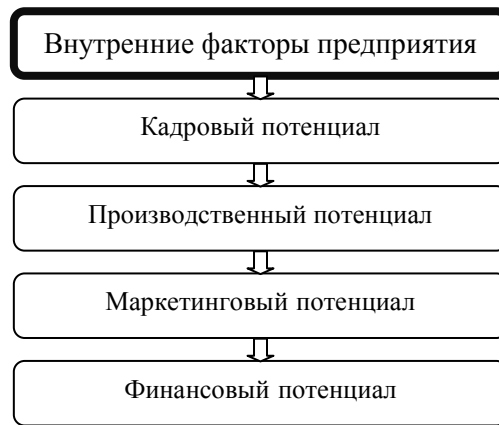 Внутренние факторы предприятия
Кадровый потенциал
Производственный потенциал
Маркетинговый потенциал
Финансовый потенциал